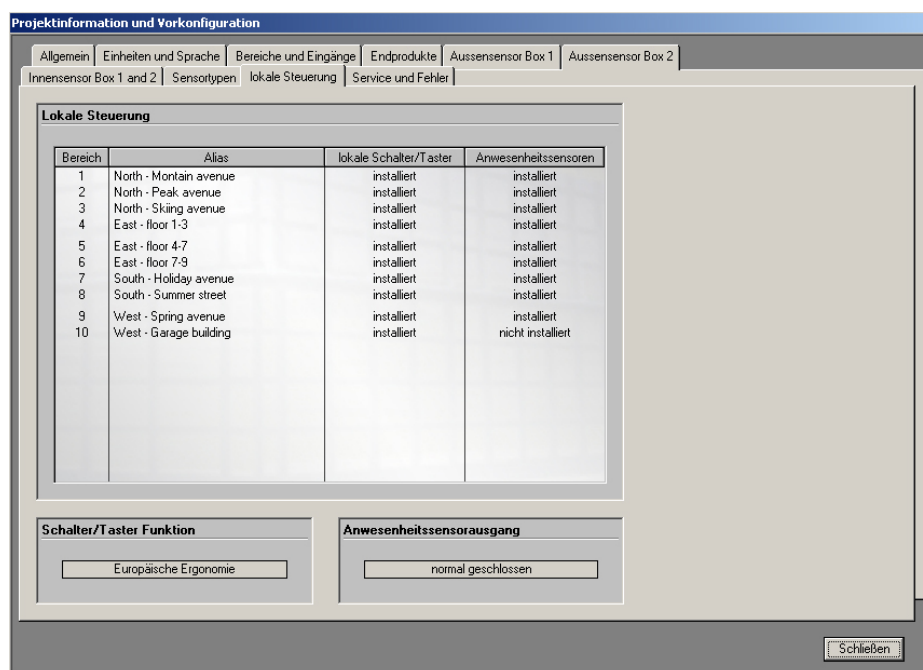 Projektinformation und Vorkonfiguration
Allgemein Einheiten und Sprache Bereiche und Eingänge Endprodukte Aussensensor Box 1 Aussensensor Box 2
Innensensor Box 1 and 2 Sensortypen lokale Steuerung Service und Fehler
Lokale Steuerung
Bereich Alias lokale Schalter/Taster Anwesenheitssensoren
1 North - Montain avenue installiert installiert
2 North - Peak avenue installiert installiert
3 North - Skiing avenue installiert installiert
4 East - floor 1-3 installiert installiert
5 East - floor 4-7 installiert installiert
6 East - floor 7-9 installiert installiert
7 South - Holiday avenue installiert installiert
8 South - Summer street installiert installiert
9 West - Spring avenue installiert installiert
10 West - Garage building installiert nicht installiert
Schalter/Taster Funktion Anwesenheitssensorausgang
Europäische Ergonomie normal geschlossen
Schließen